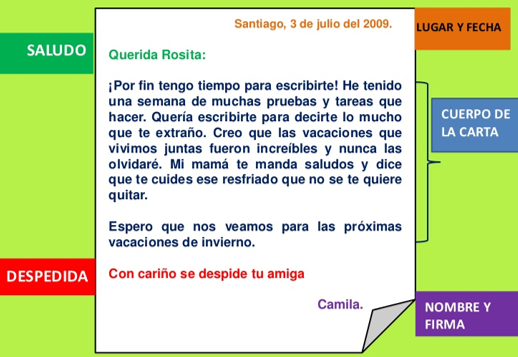 Santiago, 3 de julio del 2009.
LUGAR Y FECHA
SALUDO
Querida Rosita:
¡Por fin tengo tiempo para escribirte! He tenido
una semana de muchas pruebas y tareas que
hacer. Quería escribirte para decirte lo mucho
que te extraño. Creo que las vacaciones que
vivimos juntas fueron increíbles y nunca las
olvidaré. Mi mamá te manda saludos y dice
que te cuides ese resfriado que no se te quiere
quitar.
CUERPO DE
LA CARTA
Espero que nos veamos para las próximas
vacaciones de invierno.
DESPEDIDA
Con cariño se despide tu amiga
Camila.
NOMBRE Y
FIRMA